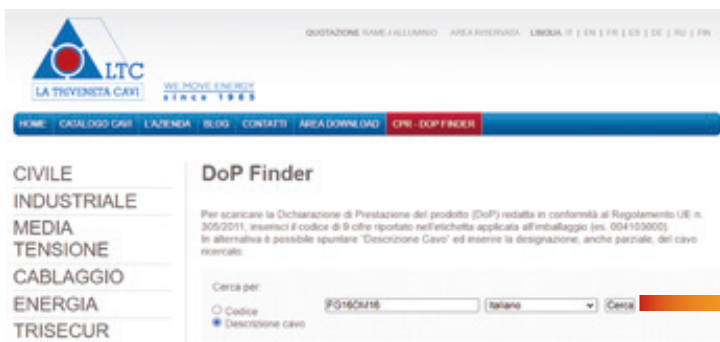 QUOTAZIONE RAME / ALLUMINIO AREA RISERVATA LINGUA IT | EN | FR | ES | DE | RU | FIN
LTC
LA TRIVENETA CAVI
WE MOVE ENERGY
since 1965
HOME CATALOGO CAVI L'AZIENDA BLOG CONTATTI AREA DOWNLOAD CPR - DOP FINDER
CIVILE
INDUSTRIALE
MEDIA
TENSIONE
CABLAGGIO
ENERGIA
TRISECUR
DoP Finder
Per scaricare la Dichiarazione di Prestazione del prodotto (DoP) redatta in conformità al Regolamento UE n.
305/2011, inserisci il codice di 9 cifre riportato nell'etichetta applicata all'imballaggio (es. 004103000).
In alternativa è possibile spuntare "Descrizione Cavo" ed inserire la designazione, anche parziale, del cavo
ricercato.
Cerca per:
Codice
Descrizione cavo
FG16OM16 Italiano Cerca